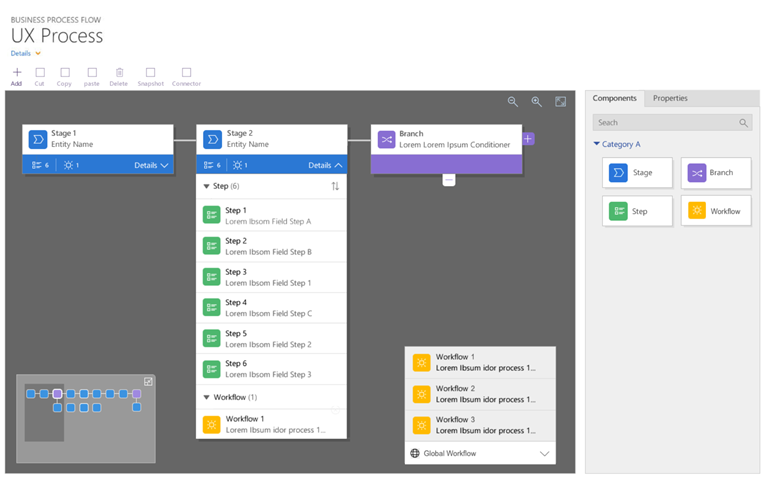 BUSINESS PROCESS FLOW
UX Process
Details
Add Cut Copy paste Delete Snapshot Connector
Stage 1
Entity Name
6 1 Details
Stage 2
Entity Name
6 1 Details
Step (6)
Step 1
Lorem Ibsom Field Step A
Step 2
Lorem Ibsom Field Step B
Step 3
Lorem Ibsom Field Step 1
Step 4
Lorem Ibsom Field Step C
Step 5
Lorem Ibsom Field Step 2
Step 6
Lorem Ibsom Field Step 3
Workflow (1)
Workflow 1
Lorem Ibsum idor process 1...
Branch
Lorem Lorem Ipsum Conditioner
Workflow 1
Lorem Ibsum idor process 1...
Workflow 2
Lorem Ibsum idor process 1...
Workflow 3
Lorem Ibsum idor process 1...
Global Workflow
Components Properties
Seach
Category A
Stage Branch
Step Workflow